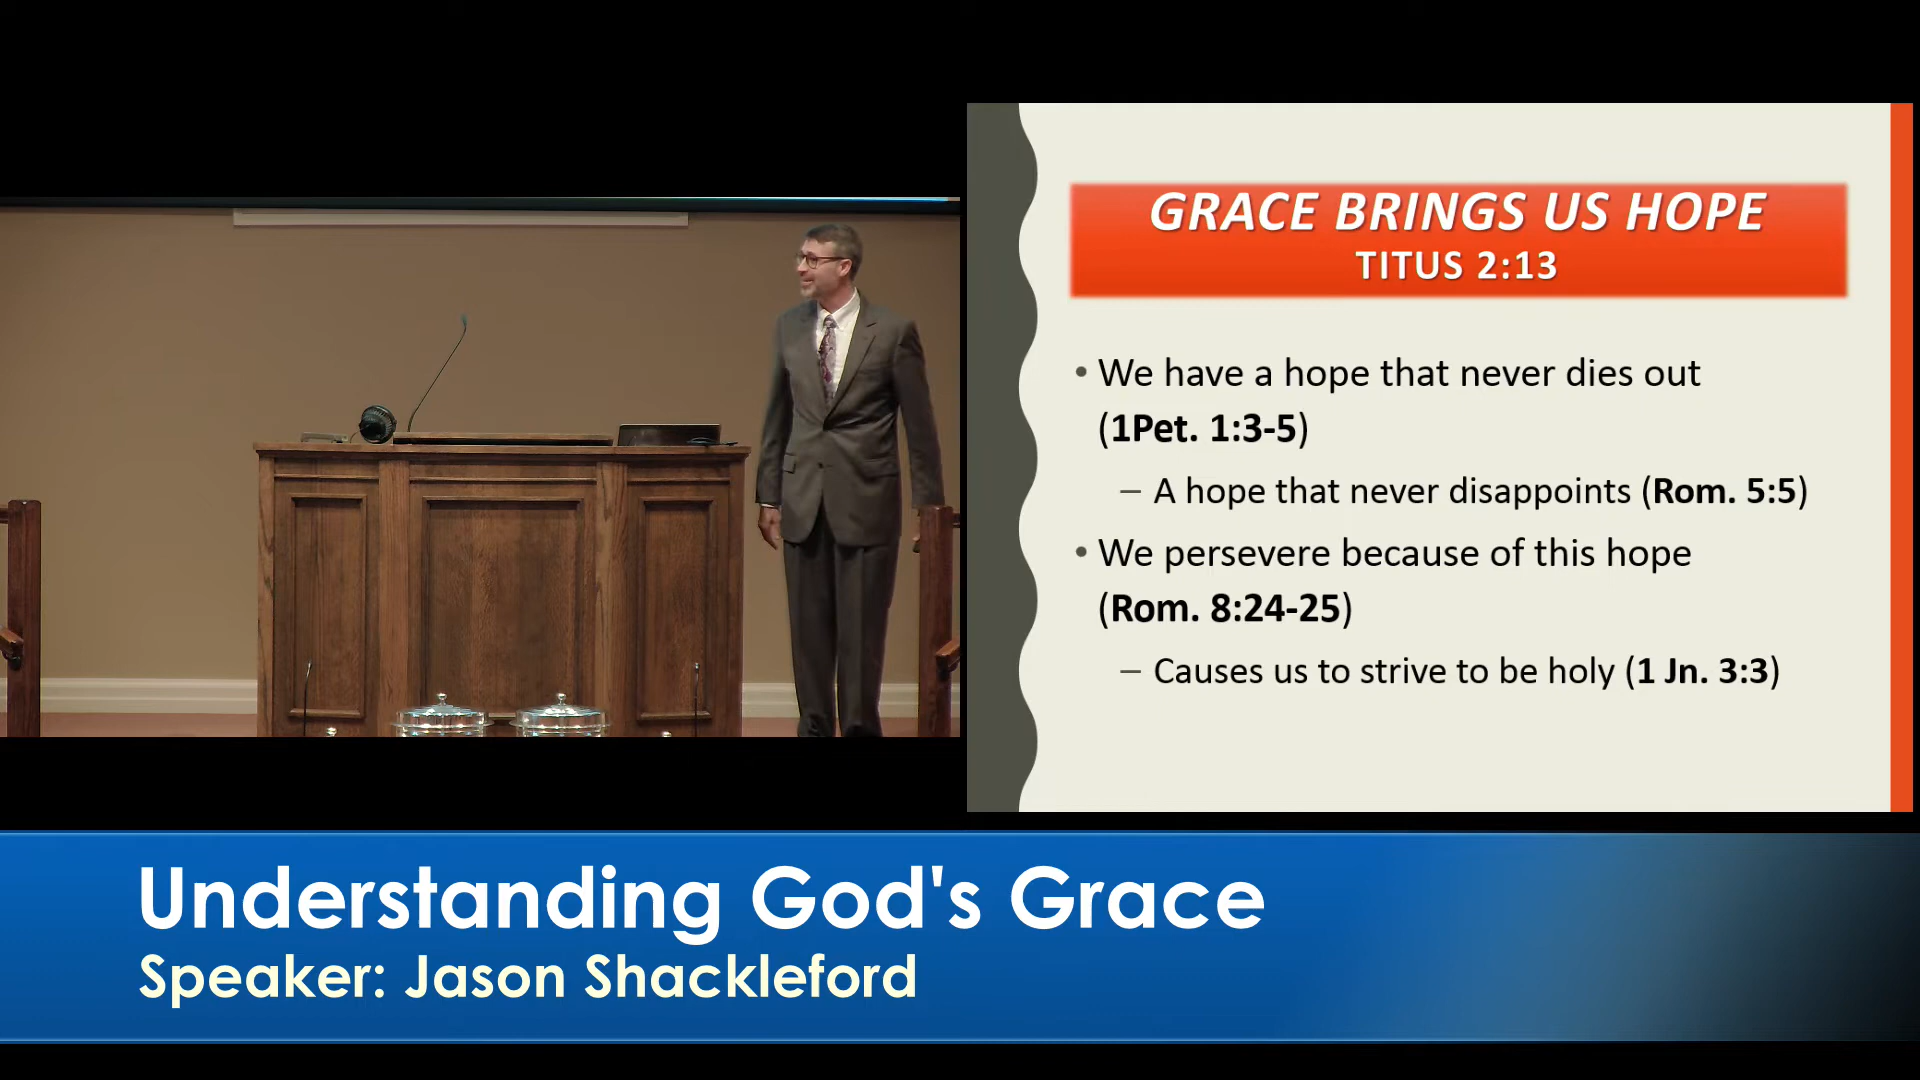 GRACE BRINGS US HOPE
TITUS 2:13
• We have a hope that never dies out
(1Pet. 1:3-5)
– A hope that never disappoints (Rom. 5:5)
• We persevere because of this hope
(Rom. 8:24-25)
– Causes us to strive to be holy (1 Jn. 3:3)
Understanding God's Grace
Speaker: Jason Shackleford